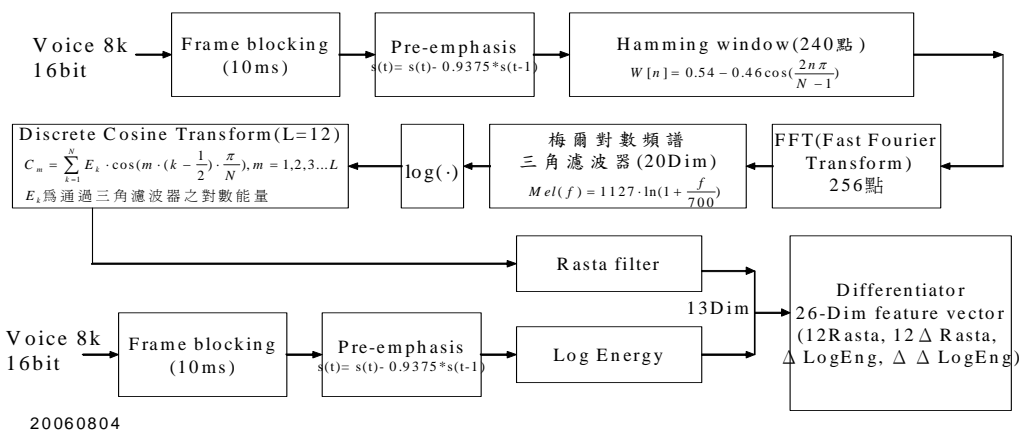 Voice 8k
16bit
Frame blocking
(10ms)
Pre-emphasis
s(t)= s(t)- 0.9375*s(t-1)
Hamming window(240點)
W[n] = 0.54 − 0.46cos(2nπ/(N−1))
FFT(Fast Fourier
Transform)
256點
梅爾對數頻譜
三角濾波器(20Dim)
Mel(f) = 1127·ln(1 + f/700)
log(·)
Discrete Cosine Transform(L=12)
C_m = ∑_{k=1}^{N} E_k · cos(m · (k − 1/2) · π/N), m = 1,2,3...L
E_k爲通過三角濾波器之對數能量
Rasta filter
13Dim
Differentiator
26-Dim feature vector
(12Rasta, 12Δ Rasta,
Δ LogEng, Δ Δ LogEng)
Voice 8k
16bit
Frame blocking
(10ms)
Pre-emphasis
s(t)= s(t)- 0.9375*s(t-1)
Log Energy
20060804